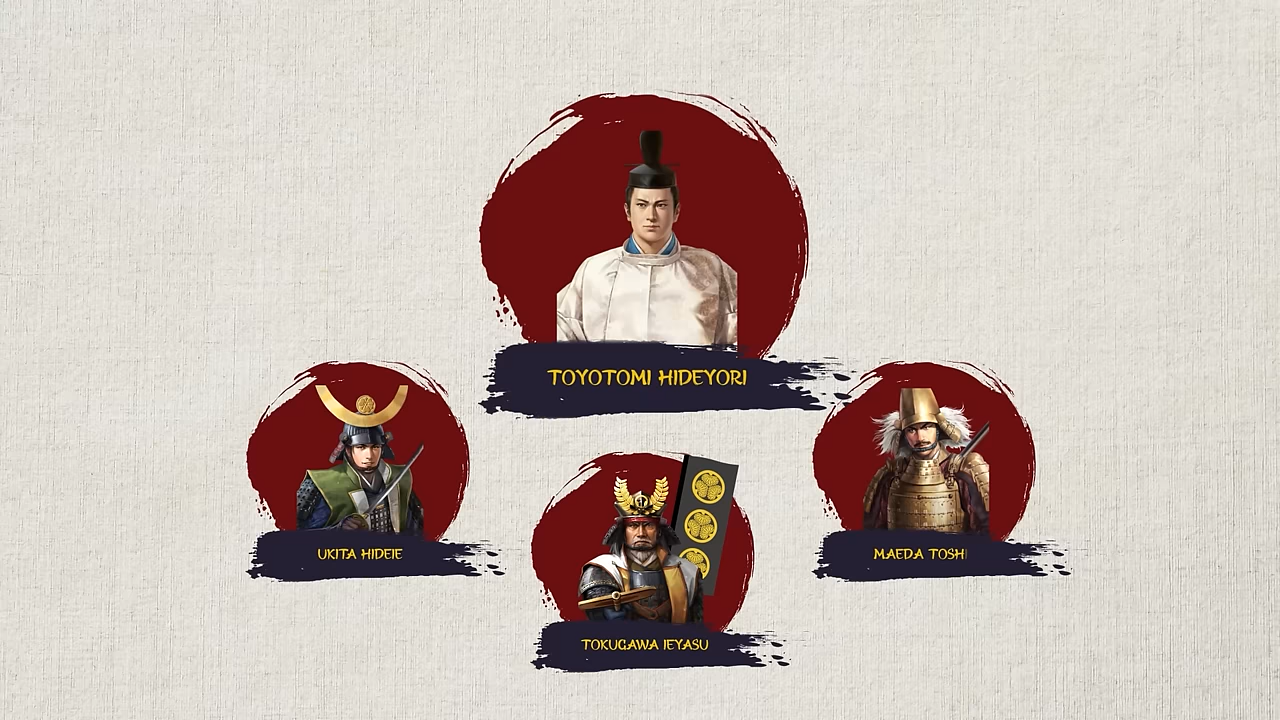 TOYOTOMI HIDEYORI
UKITA HIDEIE
MAEDA TOSHI
TOKUGAWA IEYASU